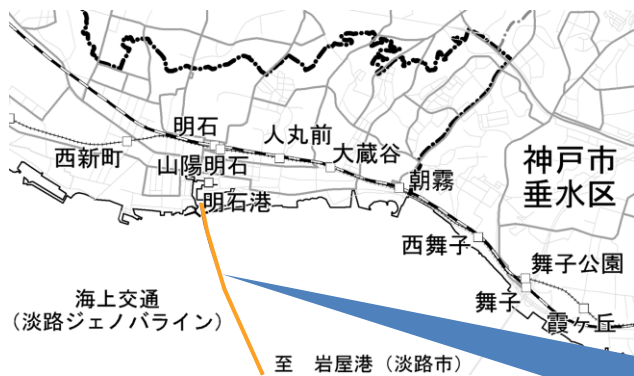 明石
人丸前
西新町
山陽明石
大蔵谷
朝霧
神戸市
垂水区
明石港
西舞子
舞子公園
海上交通
（淡路ジェノバライン）
舞子
霞ヶ丘
至　岩屋港（淡路市）